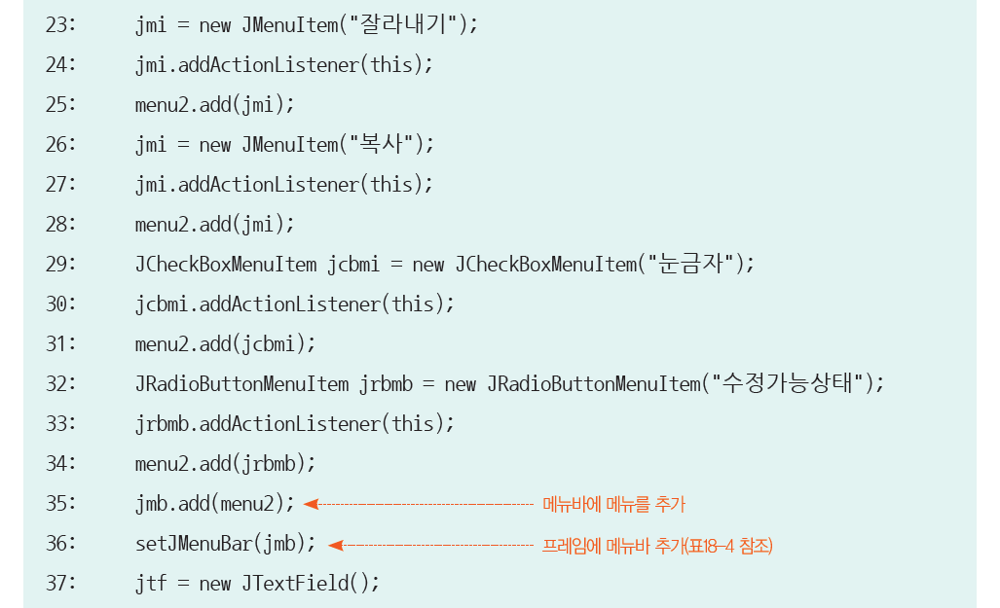 23: jmi = new JMenuItem("잘라내기");
24: jmi.addActionListener(this);
25: menu2.add(jmi);
26: jmi = new JMenuItem("복사");
27: jmi.addActionListener(this);
28: menu2.add(jmi);
29: JCheckBoxMenuItem jcbmi = new JCheckBoxMenuItem("눈금자");
30: jcbmi.addActionListener(this);
31: menu2.add(jcbmi);
32: JRadioButtonMenuItem jrbmb = new JRadioButtonMenuItem("수정가능상태");
33: jrbmb.addActionListener(this);
34: menu2.add(jrbmb);
35: jmb.add(menu2); 메뉴바에 메뉴를 추가
36: setJMenuBar(jmb); 프레임에 메뉴바 추가(표18-4 참조)
37: jtf = new JTextField();